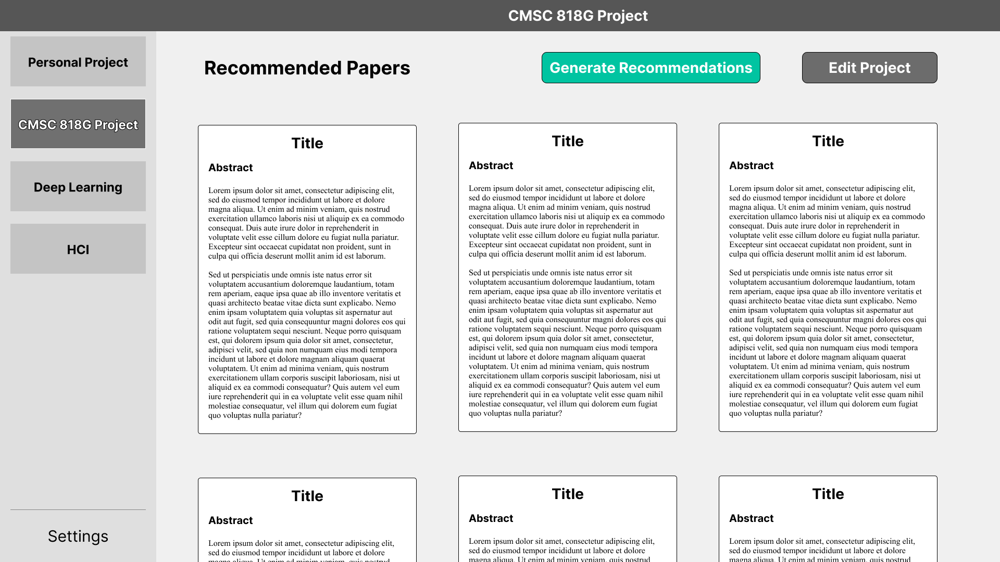 CMSC 818G Project
Personal Project
CMSC 818G Project
Deep Learning
HCI
Settings
Recommended Papers
Generate Recommendations
Edit Project
Title
Abstract
Lorem ipsum dolor sit amet, consectetur adipiscing elit,
sed do eiusmod tempor incididunt ut labore et dolore
magna aliqua. Ut enim ad minim veniam, quis nostrud
exercitation ullamco laboris nisi ut aliquip ex ea commodo
consequat. Duis aute irure dolor in reprehenderit in
voluptate velit esse cillum dolore eu fugiat nulla pariatur.
Excepteur sint occaecat cupidatat non proident, sunt in
culpa qui officia deserunt mollit anim id est laborum.
Sed ut perspiciatis unde omnis iste natus error sit
voluptatem accusantium doloremque laudantium, totam
rem aperiam, eaque ipsa quae ab illo inventore veritatis et
quasi architecto beatae vitae dicta sunt explicabo. Nemo
enim ipsam voluptatem quia voluptas sit aspernatur aut
odit aut fugit, sed quia consequuntur magni dolores eos qui
ratione voluptatem sequi nesciunt. Neque porro quisquam
est, qui dolorem ipsum quia dolor sit amet, consectetur,
adipisci velit, sed quia non numquam eius modi tempora
incidunt ut labore et dolore magnam aliquam quaerat
voluptatem. Ut enim ad minima veniam, quis nostrum
exercitationem ullam corporis suscipit laboriosam, nisi ut
aliquid ex ea commodi consequatur? Quis autem vel eum
iure reprehenderit qui in ea voluptate velit esse quam nihil
molestiae consequatur, vel illum qui dolorem eum fugiat
quo voluptas nulla pariatur?
Title
Abstract
Lorem ipsum dolor sit amet, consectetur adipiscing elit,
sed do eiusmod tempor incididunt ut labore et dolore
magna aliqua. Ut enim ad minim veniam, quis nostrud
exercitation ullamco laboris nisi ut aliquip ex ea commodo
consequat. Duis aute irure dolor in reprehenderit in
voluptate velit esse cillum dolore eu fugiat nulla pariatur.
Excepteur sint occaecat cupidatat non proident, sunt in
culpa qui officia deserunt mollit anim id est laborum.
Sed ut perspiciatis unde omnis iste natus error sit
voluptatem accusantium doloremque laudantium, totam
rem aperiam, eaque ipsa quae ab illo inventore veritatis et
quasi architecto beatae vitae dicta sunt explicabo. Nemo
enim ipsam voluptatem quia voluptas sit aspernatur aut
odit aut fugit, sed quia consequuntur magni dolores eos qui
ratione voluptatem sequi nesciunt. Neque porro quisquam
est, qui dolorem ipsum quia dolor sit amet, consectetur,
adipisci velit, sed quia non numquam eius modi tempora
incidunt ut labore et dolore magnam aliquam quaerat
voluptatem. Ut enim ad minima veniam, quis nostrum
exercitationem ullam corporis suscipit laboriosam, nisi ut
aliquid ex ea commodi consequatur? Quis autem vel eum
iure reprehenderit qui in ea voluptate velit esse quam nihil
molestiae consequatur, vel illum qui dolorem eum fugiat
quo voluptas nulla pariatur?
Title
Abstract
Lorem ipsum dolor sit amet, consectetur adipiscing elit,
sed do eiusmod tempor incididunt ut labore et dolore
magna aliqua. Ut enim ad minim veniam, quis nostrud
exercitation ullamco laboris nisi ut aliquip ex ea commodo
consequat. Duis aute irure dolor in reprehenderit in
voluptate velit esse cillum dolore eu fugiat nulla pariatur.
Excepteur sint occaecat cupidatat non proident, sunt in
culpa qui officia deserunt mollit anim id est laborum.
Sed ut perspiciatis unde omnis iste natus error sit
voluptatem accusantium doloremque laudantium, totam
rem aperiam, eaque ipsa quae ab illo inventore veritatis et
quasi architecto beatae vitae dicta sunt explicabo. Nemo
enim ipsam voluptatem quia voluptas sit aspernatur aut
odit aut fugit, sed quia consequuntur magni dolores eos qui
ratione voluptatem sequi nesciunt. Neque porro quisquam
est, qui dolorem ipsum quia dolor sit amet, consectetur,
adipisci velit, sed quia non numquam eius modi tempora
incidunt ut labore et dolore magnam aliquam quaerat
voluptatem. Ut enim ad minima veniam, quis nostrum
exercitationem ullam corporis suscipit laboriosam, nisi ut
aliquid ex ea commodi consequatur? Quis autem vel eum
iure reprehenderit qui in ea voluptate velit esse quam nihil
molestiae consequatur, vel illum qui dolorem eum fugiat
quo voluptas nulla pariatur?
Title
Abstract
Lorem ipsum dolor sit amet, consectetur adipiscing elit,
sed do eiusmod tempor incididunt ut labore et dolore
magna aliqua. Ut enim ad minim veniam, quis nostrud
Title
Abstract
Lorem ipsum dolor sit amet, consectetur adipiscing elit,
sed do eiusmod tempor incididunt ut labore et dolore
magna aliqua. Ut enim ad minim veniam, quis nostrud
Title
Abstract
Lorem ipsum dolor sit amet, consectetur adipiscing elit,
sed do eiusmod tempor incididunt ut labore et dolore
magna aliqua. Ut enim ad minim veniam, quis nostrud